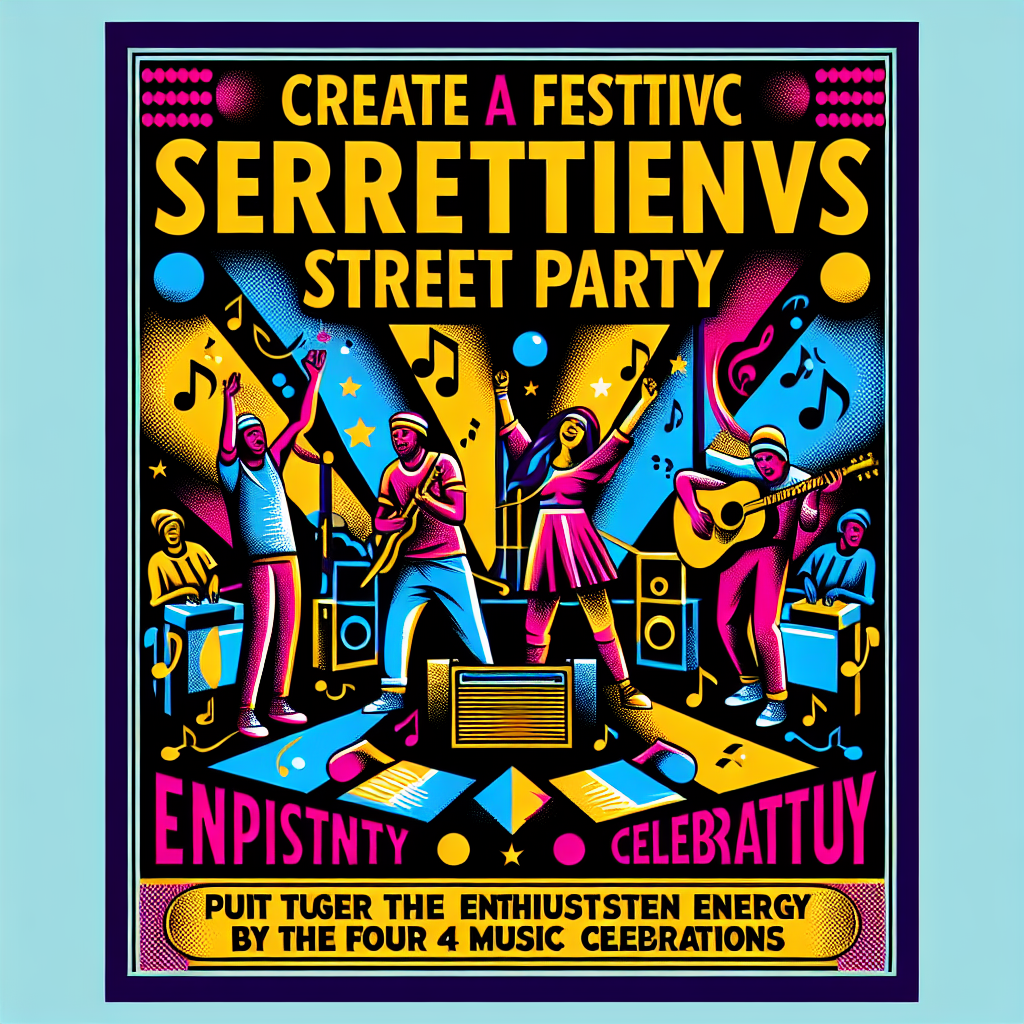 CREATE A FESTTIVC
SERRETTIENVS
STREET PARTY
ENPISTNTY CELEBRATTUY
PUIT TUGER THE ENTHIUSTSTEN ENERGY
BY THE FOUR 4 MUSIC CEEBRATIONS